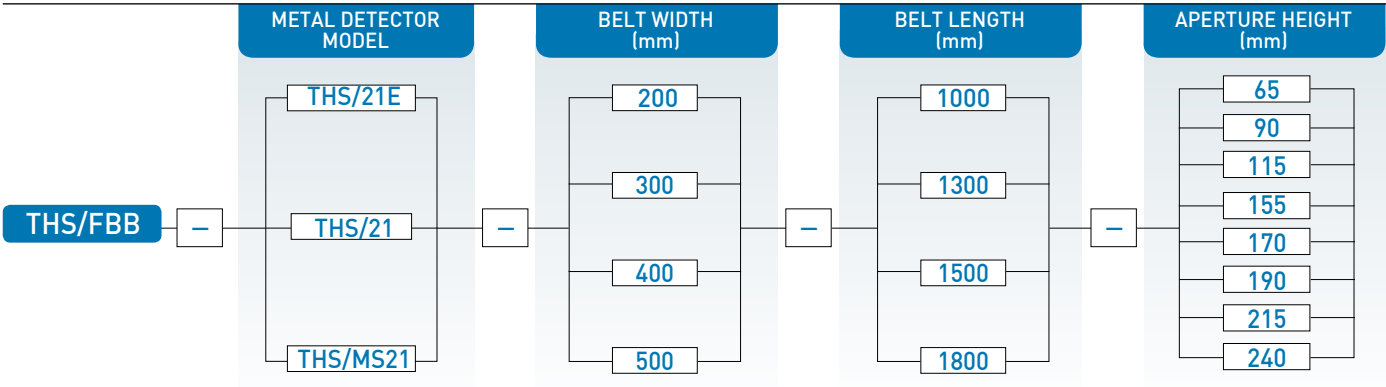 METAL DETECTOR
MODEL
BELT WIDTH
(mm)
BELT LENGTH
(mm)
APERTURE HEIGHT
(mm)
THS/FBB
–
THS/21E
THS/21
THS/MS21
–
200
300
400
500
–
1000
1300
1500
1800
–
65
90
115
155
170
190
215
240